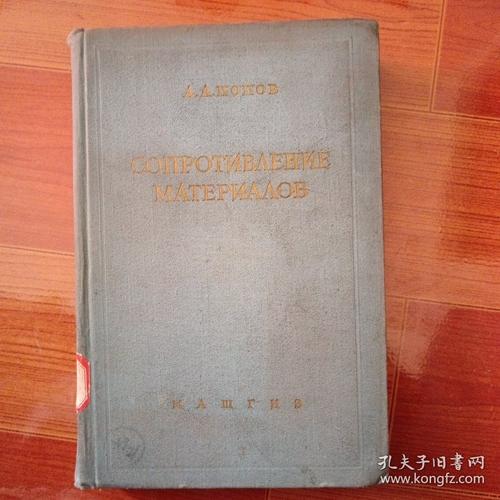 А.А.ПОПОВ
СОПРОТИВЛЕНИЕ
МАТЕРИАЛОВ
МАШГИЗ
孔夫子旧书网
www.kongfz.com